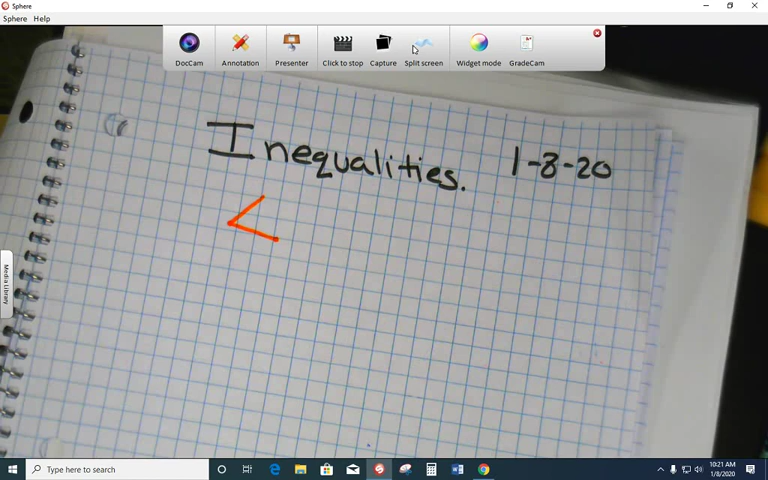 Sphere
Sphere Help
DocCam Annotation Presenter Click to stop Capture Split screen Widget mode GradeCam
Inequalities. 1-8-20
<
Media Library
Type here to search
10:21 AM
1/8/2020